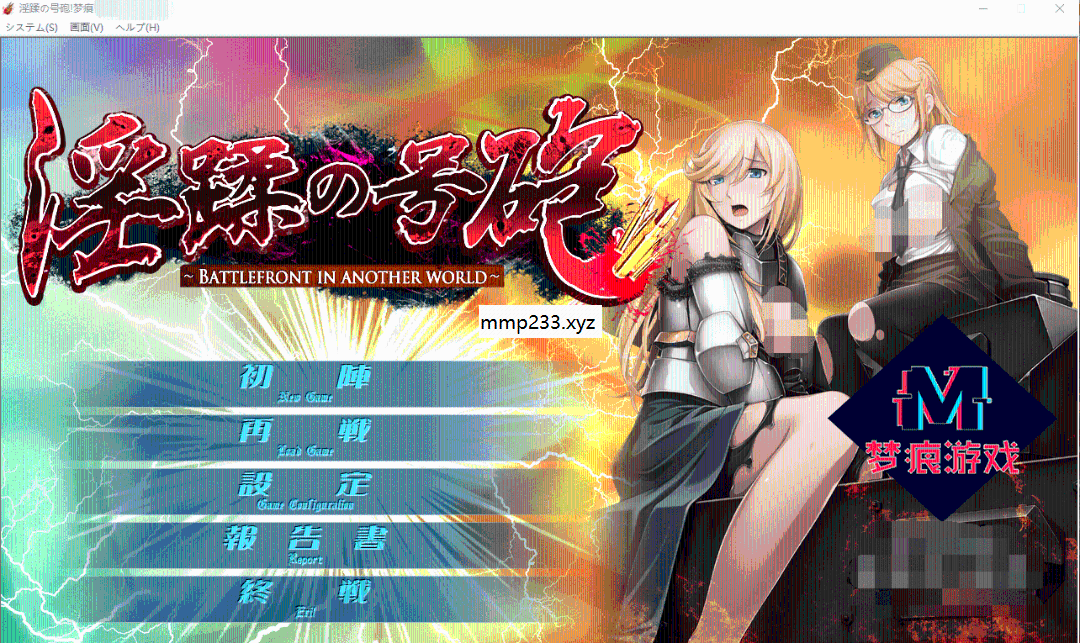 淫蹂の号砲!梦痕
システム(S) 画面(V) ヘルプ(H)
淫蹂の号砲
~ BATTLEFRONT IN ANOTHER WORLD ~
mmp233.xyz
初陣
New Game
再戦
Load Game
設定
Game Configuration
報告書
Report
終戦
Exit
M
梦痕游戏